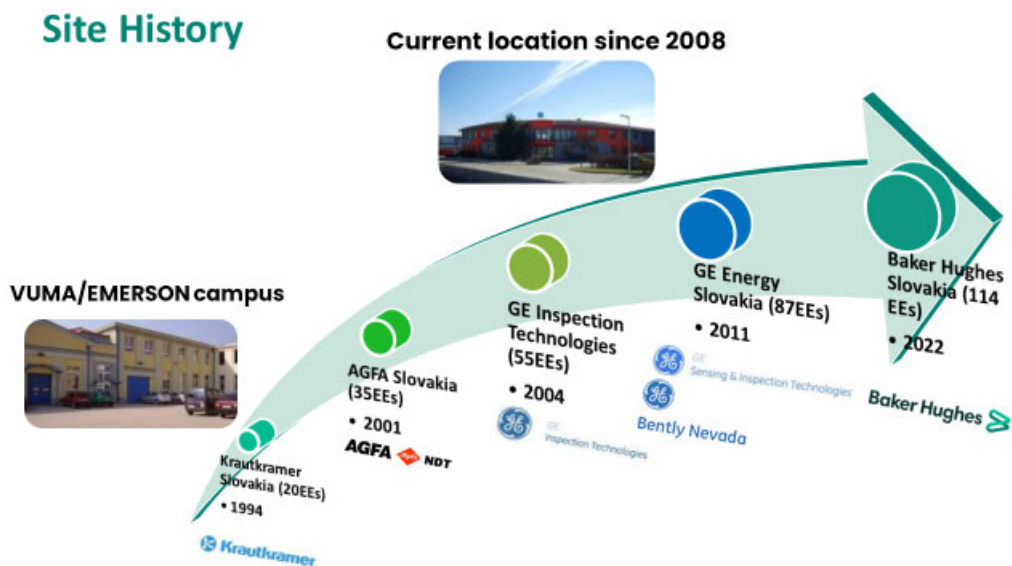 Site History
Current location since 2008
VUMA/EMERSON campus
Krautkramer
Slovakia (20EEs)
• 1994
Krautkramer
AGFA Slovakia
(35EEs)
• 2001
AGFA NDT
GE Inspection
Technologies
(55EEs)
• 2004
GE
Inspection Technologies
GE Energy
Slovakia (87EEs)
• 2011
GE
Sensing & Inspection Technologies
Bently Nevada
Baker Hughes
Slovakia (114
EEs)
• 2022
Baker Hughes